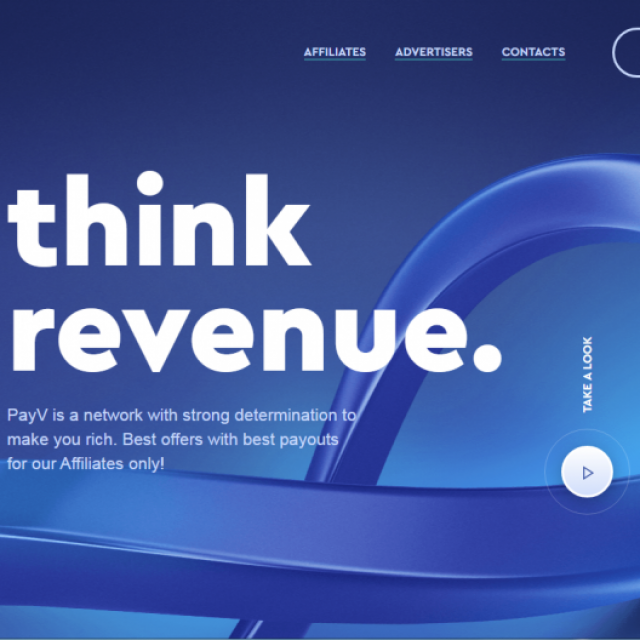 AFFILIATES ADVERTISERS CONTACTS
think
revenue.
PayV is a network with strong determination to
make you rich. Best offers with best payouts
for our Affiliates only!
TAKE A LOOK